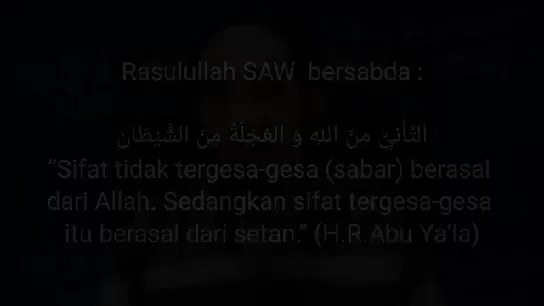 Rasulullah SAW bersabda :
التَّأَنِيْ مِنَ اللهِ وَ العُجْلَةُ مِنَ الشَّيْطَانِ
“Sifat tidak tergesa-gesa (sabar) berasal
dari Allah. Sedangkan sifat tergesa-gesa
itu berasal dari setan.” (H.R Abu Ya’la)